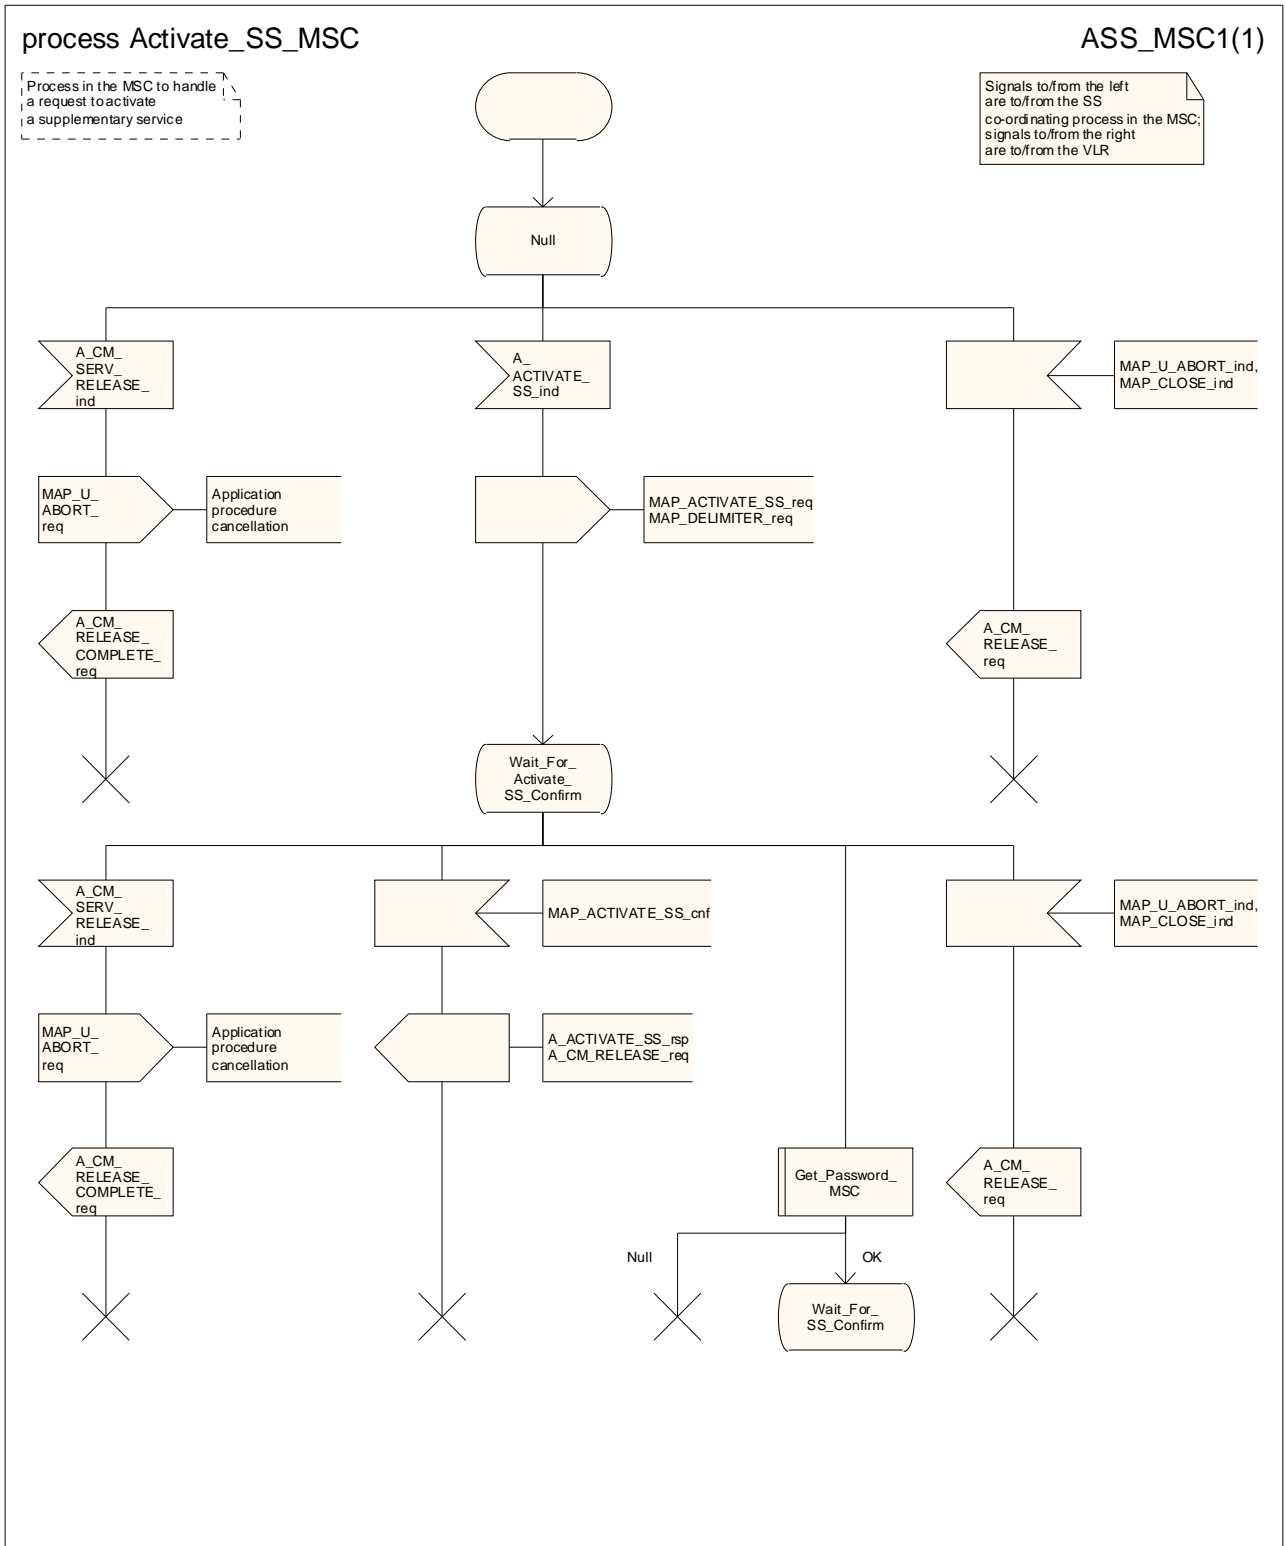 process Activate_SS_MSC
ASS_MSC1(1)
Process in the MSC to handle
a request to activate
a supplementary service
Signals to/from the left
are to/from the SS
co-ordinating process in the MSC;
signals to/from the right
are to/from the VLR
Null
A_CM_
SERV_
RELEASE_
ind
A_
ACTIVATE_
SS_ind
MAP_U_ABORT_ind,
MAP_CLOSE_ind
MAP_U_
ABORT_
req
Application
procedure
cancellation
MAP_ACTIVATE_SS_req
MAP_DELIMITER_req
A_CM_
RELEASE_
COMPLETE_
req
A_CM_
RELEASE_
req
Wait_For_
Activate_
SS_Confirm
A_CM_
SERV_
RELEASE_
ind
MAP_ACTIVATE_SS_cnf
MAP_U_ABORT_ind,
MAP_CLOSE_ind
MAP_U_
ABORT_
req
Application
procedure
cancellation
A_ACTIVATE_SS_rsp
A_CM_RELEASE_req
A_CM_
RELEASE_
COMPLETE_
req
Get_Password_
MSC
A_CM_
RELEASE_
req
Null
OK
Wait_For_
SS_Confirm